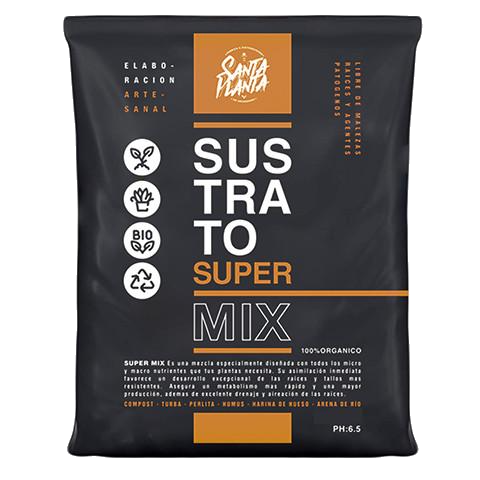 ELABO-
RACION
ARTE-
SANAL
SANTA
PLANTA
LIBRE DE MALEZAS
RAICES Y AGENTES
PATOGENOS
SUS
TRA
TO
SUPER
MIX
BIO
100%ORGANICO
SUPER MIX Es una mezcla especialmente diseñada con todos los micro
y macro nutrientes que tus plantas necesita. Su asimilación inmediata
favorece un desarrollo excepcional de las raíces y tallos mas
resistentes. Asegura un metabolismo mas rápido y una mayor
producción, ademas de excelente drenaje y aireación de las raíces.
COMPOST - TURBA - PERLITA - HUMUS - HARINA DE HUESO - ARENA DE RÍO
PH:6.5